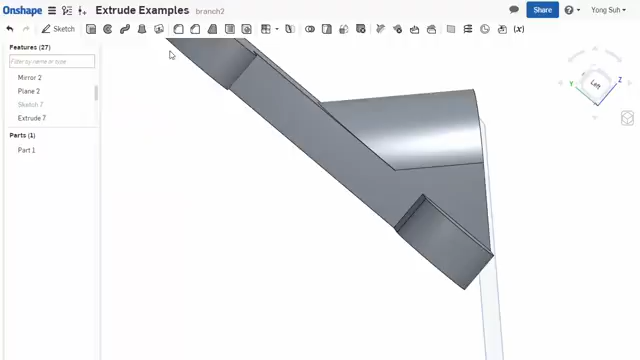 Onshape Extrude Examples branch2 Share Yong Suh
Sketch (x)
Features (27)
Filter by name or type
Mirror 2
Plane 2
Sketch 7
Extrude 7
Parts (1)
Part 1
Left
Y
Z